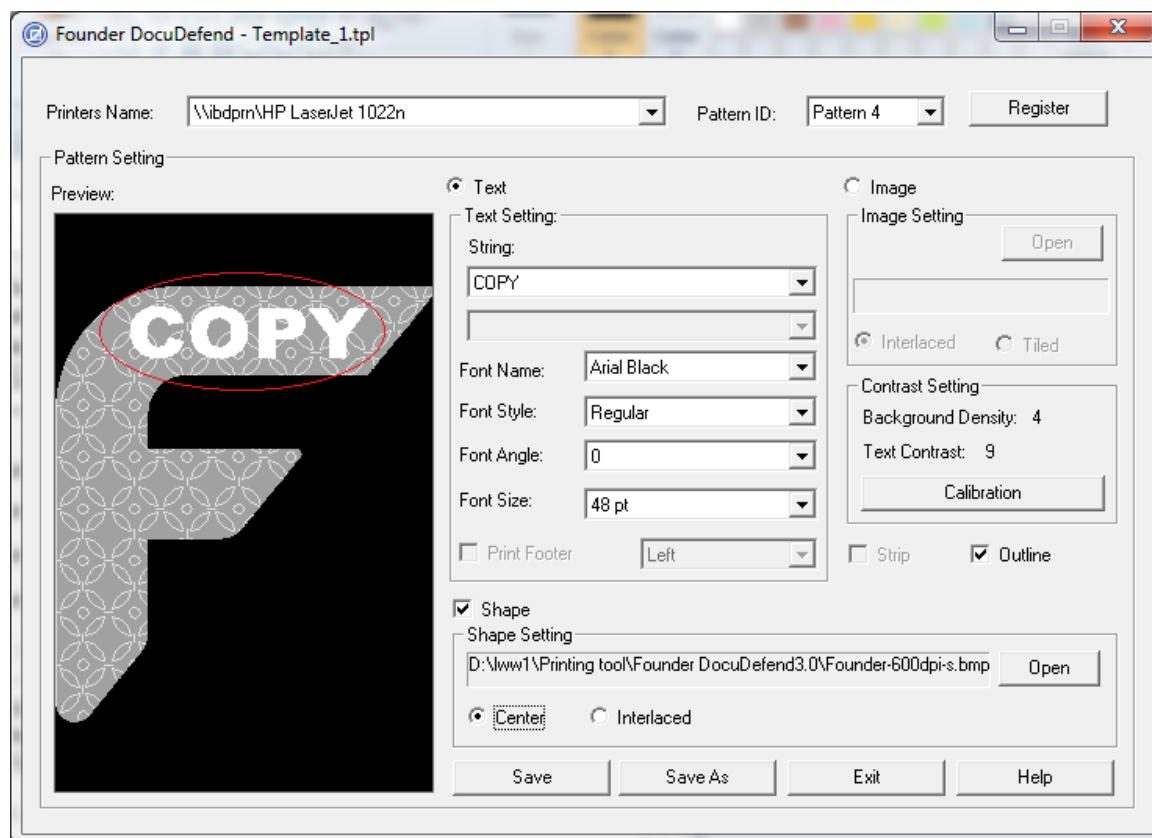 Founder DocuDefend - Template_1.tpl
Printers Name: \\ibdprn\HP LaserJet 1022n Pattern ID: Pattern 4 Register
Pattern Setting
Preview:
COPY
Text
Text Setting:
String:
COPY
Font Name: Arial Black
Font Style: Regular
Font Angle: 0
Font Size: 48 pt
Print Footer Left
Image
Image Setting
Open
Interlaced Tiled
Contrast Setting
Background Density: 4
Text Contrast: 9
Calibration
Strip Outline
Shape
Shape Setting
D:\lww1\Printing tool\Founder DocuDefend3.0\Founder-600dpi-s.bmp Open
Center Interlaced
Save Save As Exit Help